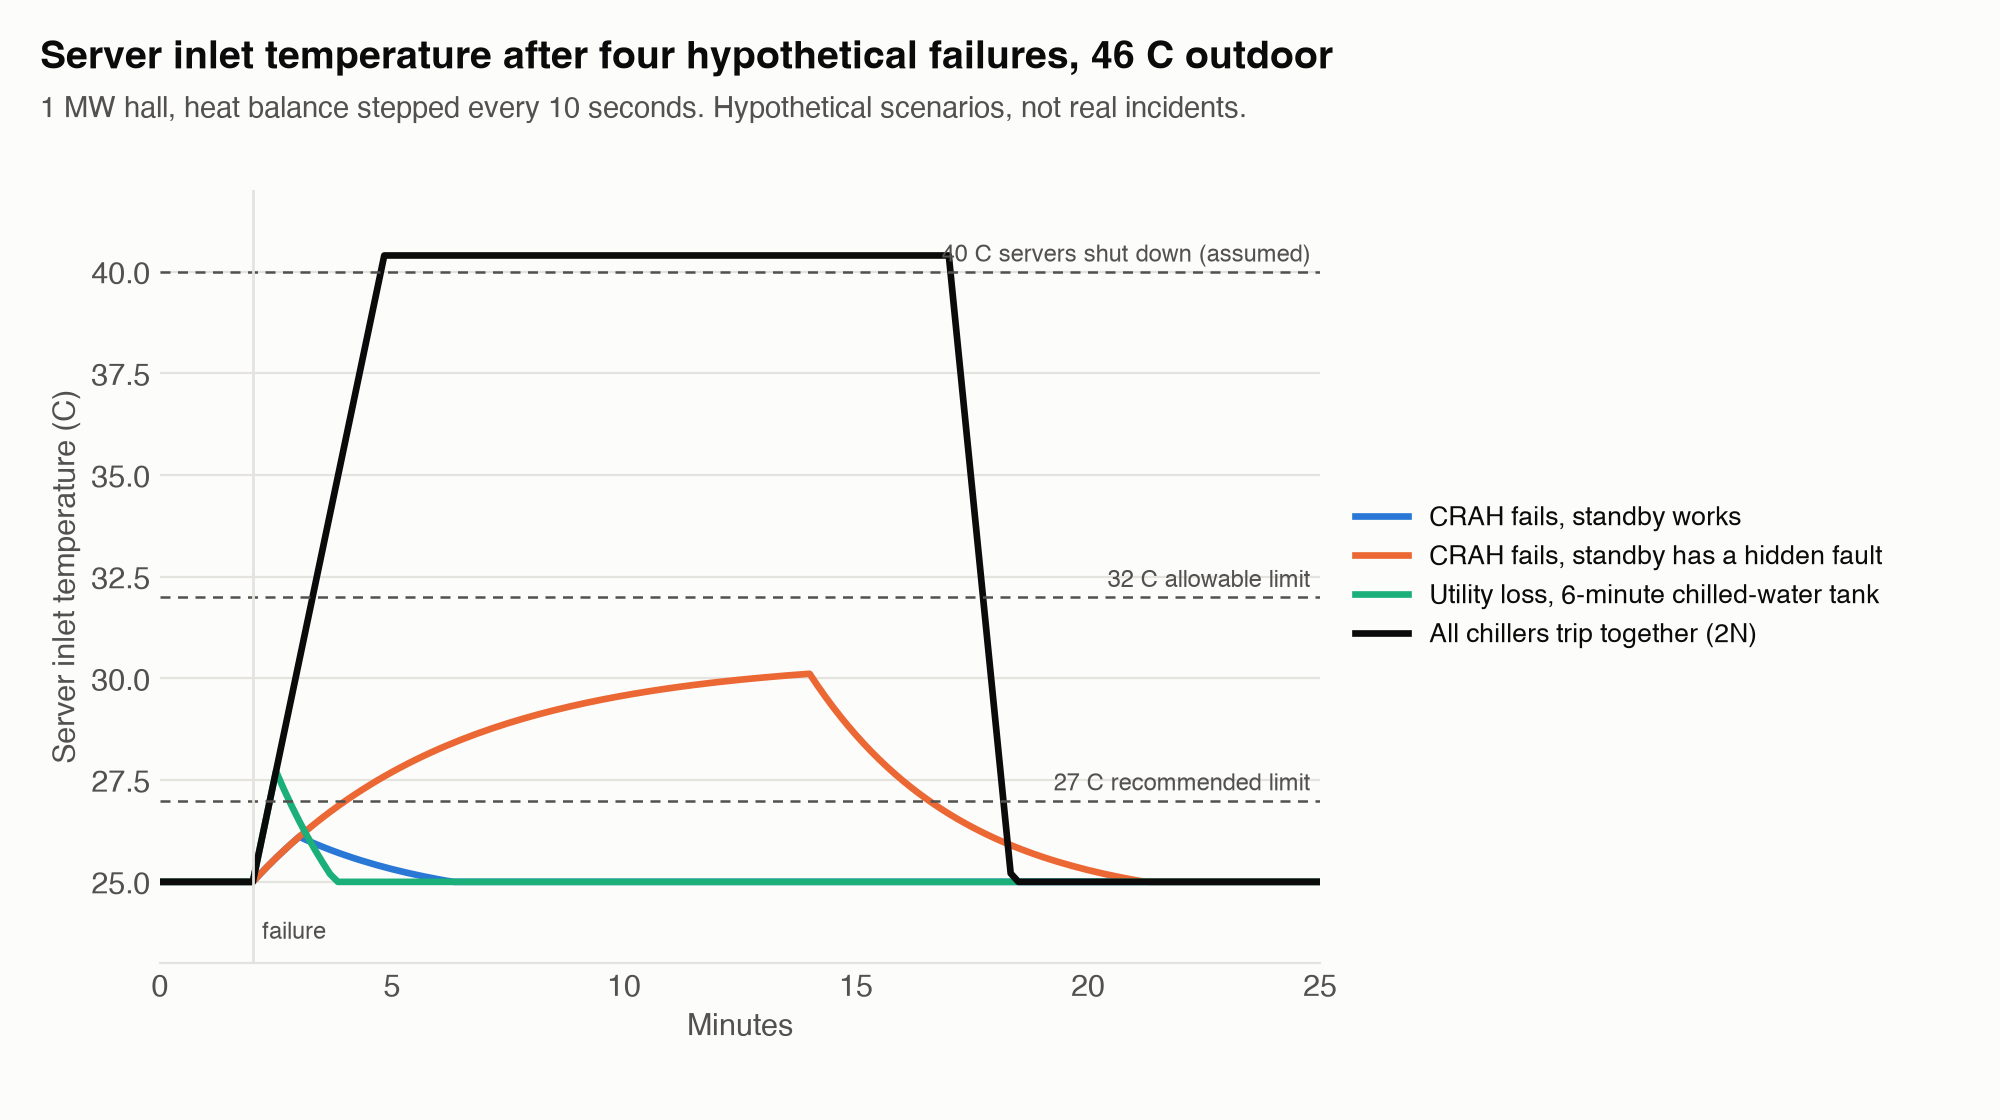 Server inlet temperature after four hypothetical failures, 46 C outdoor
1 MW hall, heat balance stepped every 10 seconds. Hypothetical scenarios, not real incidents.
Server inlet temperature (C)
40.0
37.5
35.0
32.5
30.0
27.5
25.0
40 C servers shut down (assumed)
32 C allowable limit
27 C recommended limit
failure
0
5
10
15
20
25
Minutes
CRAH fails, standby works
CRAH fails, standby has a hidden fault
Utility loss, 6-minute chilled-water tank
All chillers trip together (2N)